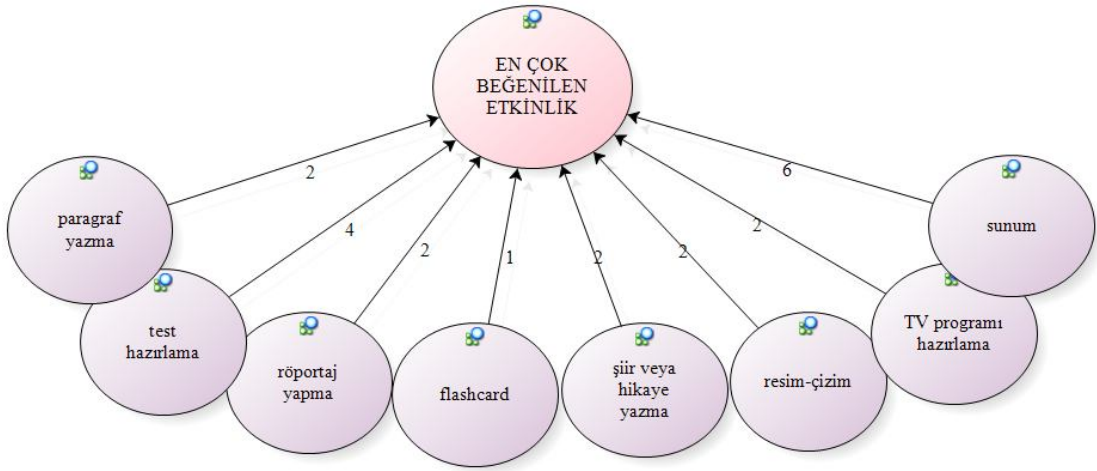 EN ÇOK
BEĞENİLEN
ETKİNLİK
2
4
2
1
2
2
2
6
paragraf
yazma
test
hazırlama
röportaj
yapma
flashcard
şiir veya
hikaye
yazma
resim-çizim
TV programı
hazırlama
sunum